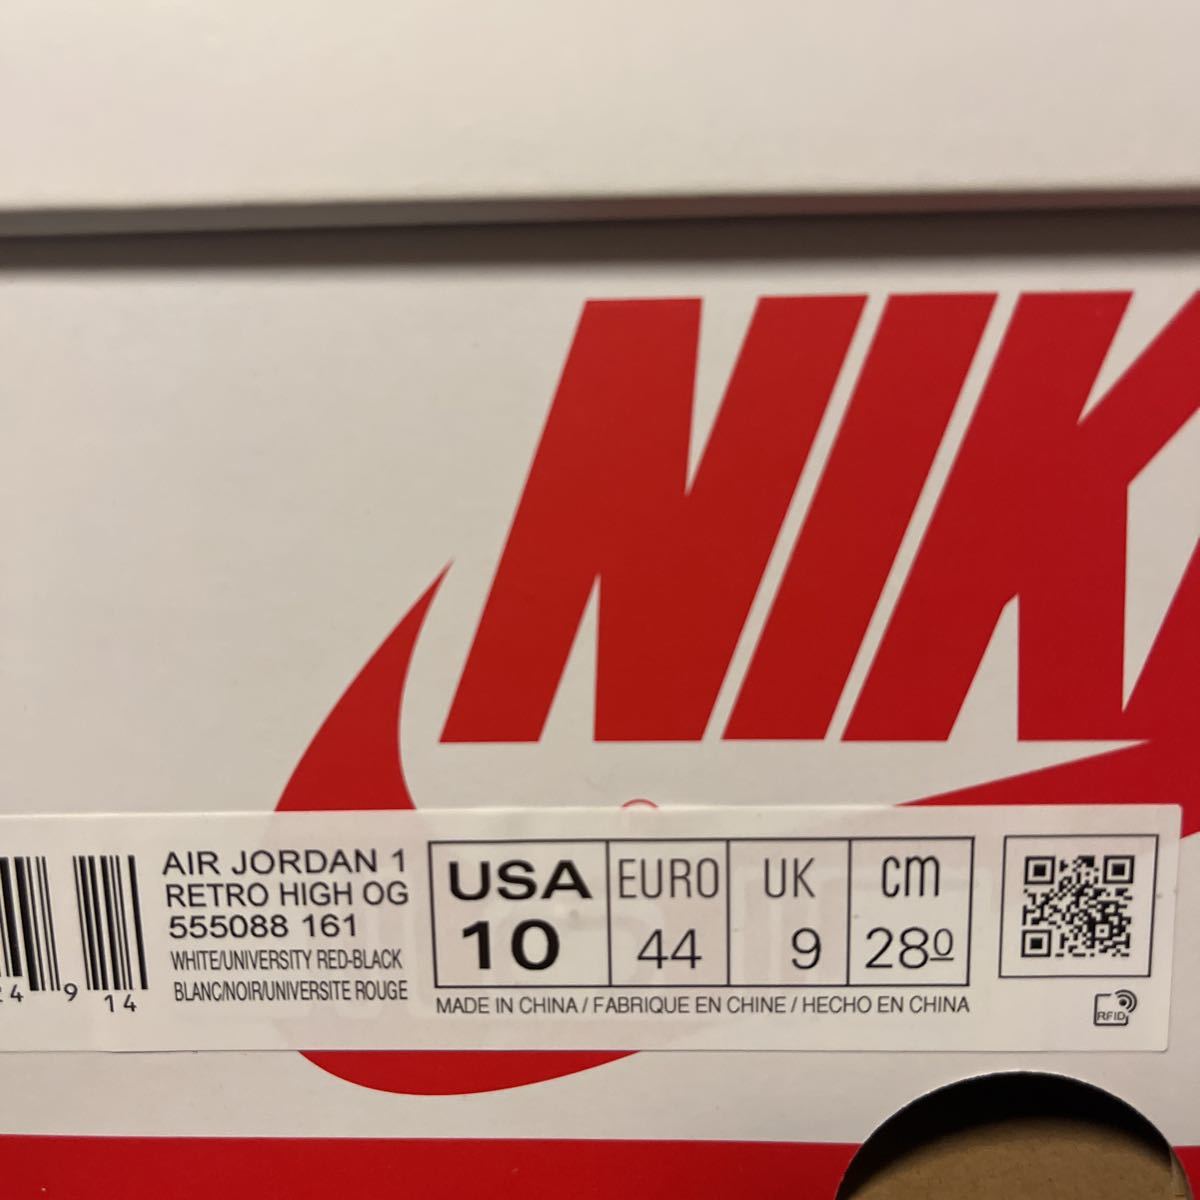 NIK
AIR JORDAN 1
RETRO HIGH OG
555088 161
WHITE/UNIVERSITY RED-BLACK
BLANC/NOIR/UNIVERSITE ROUGE
USA
10
EURO
44
UK
9
cm
280
MADE IN CHINA / FABRIQUE EN CHINE / HECHO EN CHINA
4 9 14
RFID